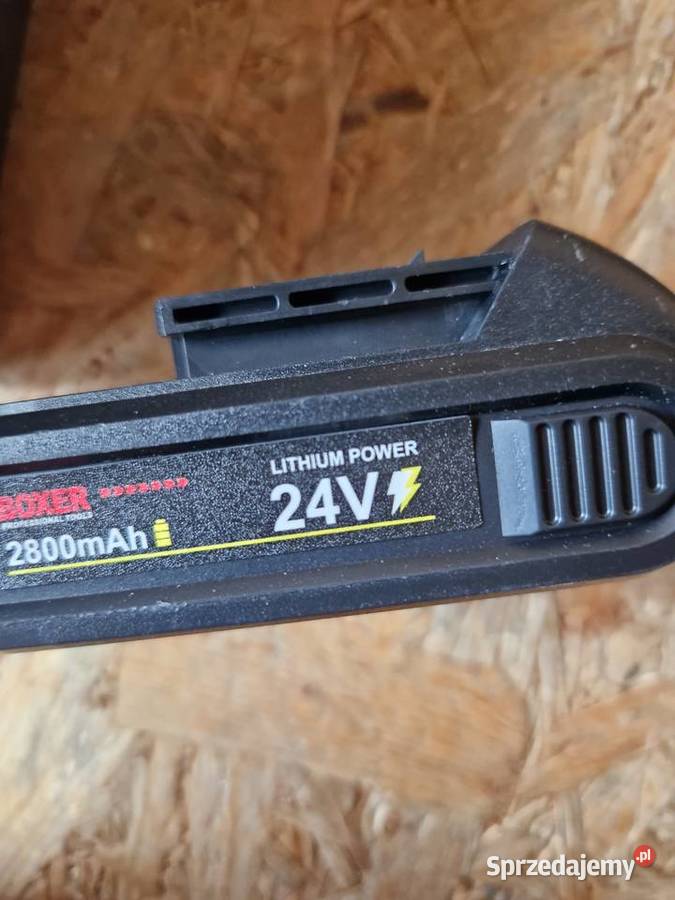 BOXER
PROFESSIONAL TOOLS
2800mAh
LITHIUM POWER
24V
Sprzedajemy.pl